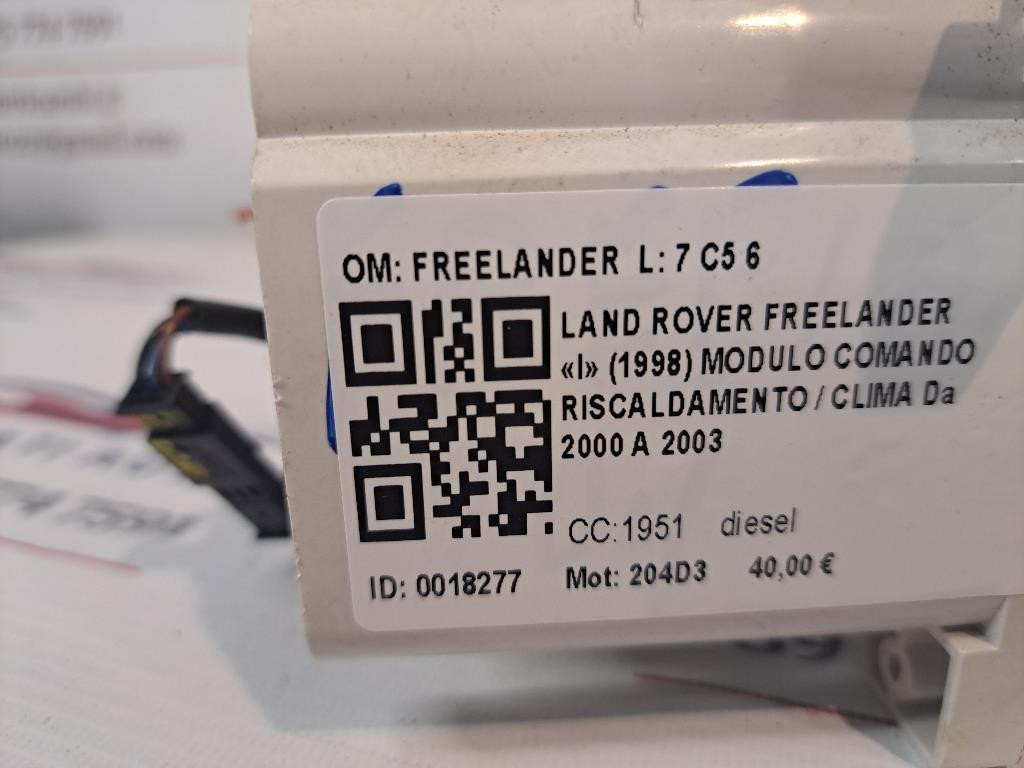 OM: FREELANDER L: 7 C5 6
LAND ROVER FREELANDER
«I» (1998) MODULO COMANDO
RISCALDAMENTO / CLIMA Da
2000 A 2003
CC:1951 diesel
ID: 0018277 Mot: 204D3 40,00 €